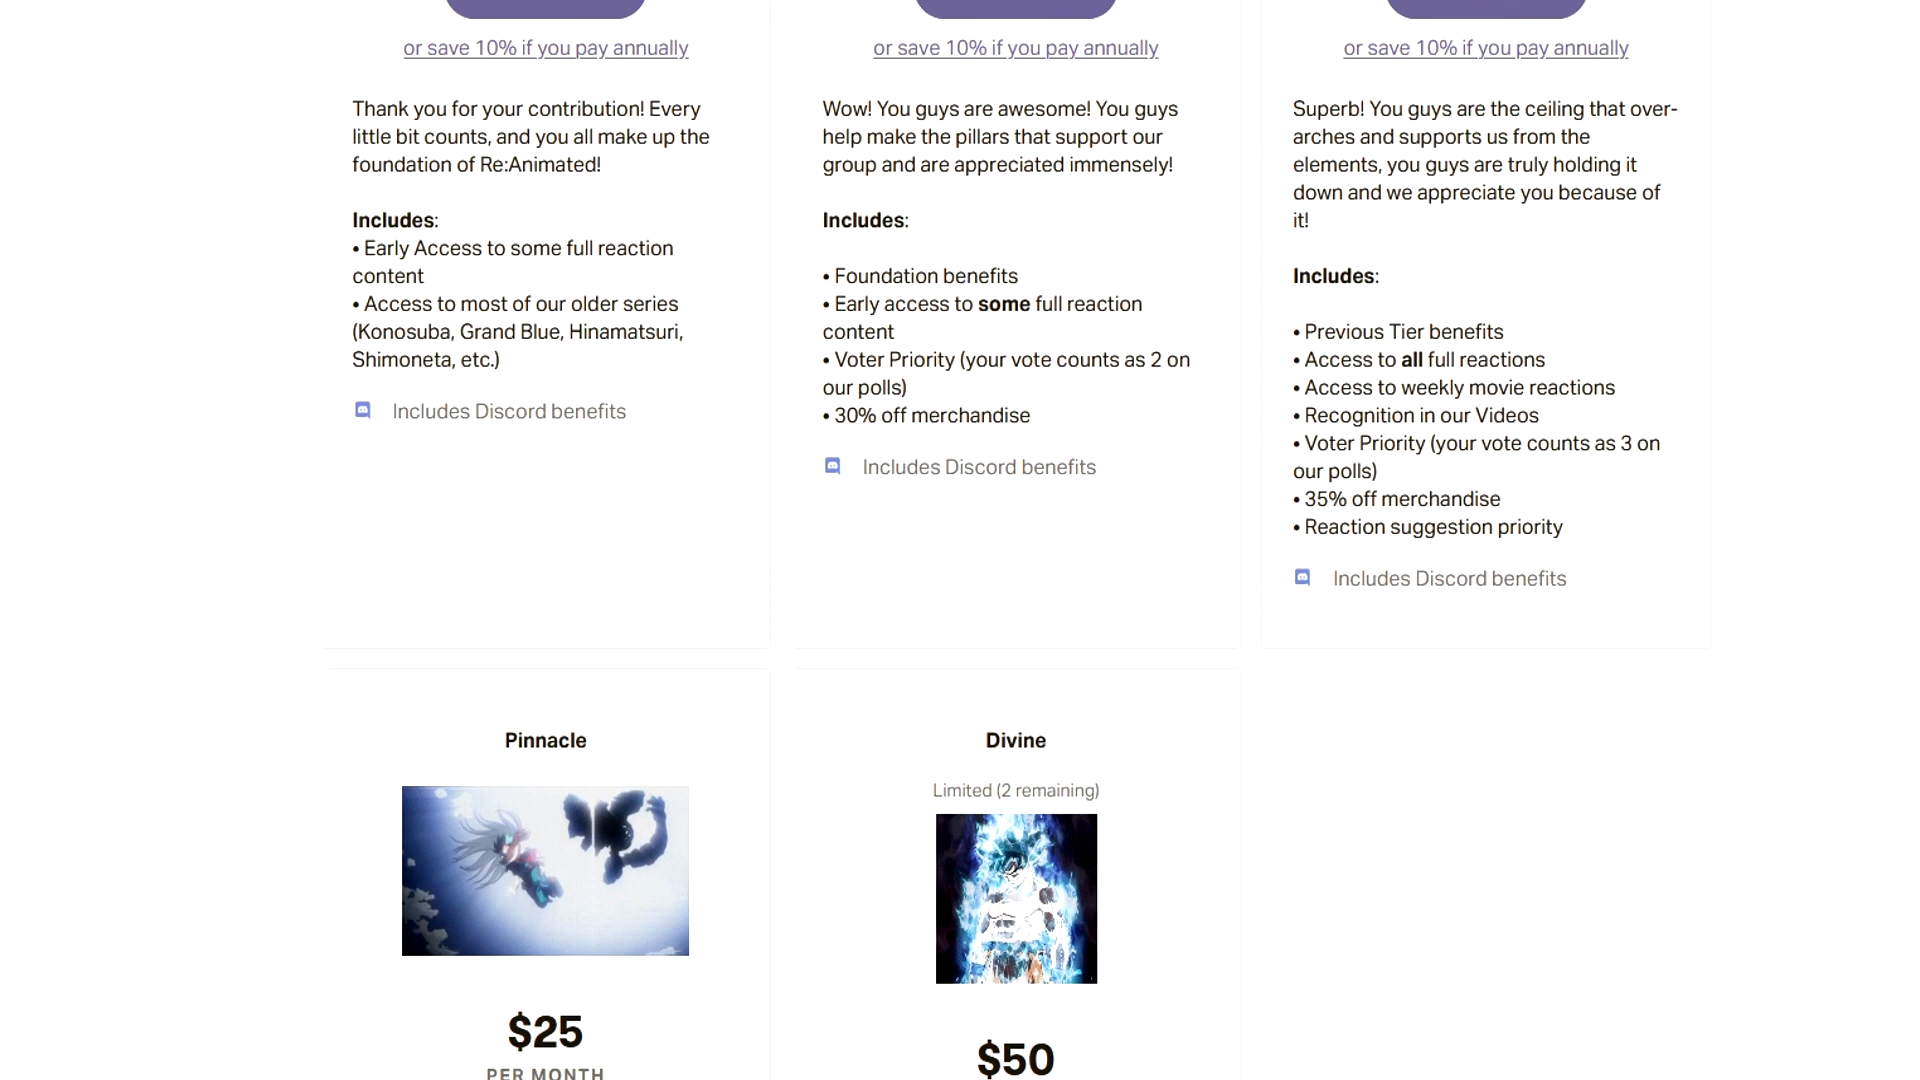 or save 10% if you pay annually
Thank you for your contribution! Every
little bit counts, and you all make up the
foundation of Re:Animated!
Includes:
• Early Access to some full reaction
content
• Access to most of our older series
(Konosuba, Grand Blue, Hinamatsuri,
Shimoneta, etc.)
Includes Discord benefits
or save 10% if you pay annually
Wow! You guys are awesome! You guys
help make the pillars that support our
group and are appreciated immensely!
Includes:
• Foundation benefits
• Early access to some full reaction
content
• Voter Priority (your vote counts as 2 on
our polls)
• 30% off merchandise
Includes Discord benefits
or save 10% if you pay annually
Superb! You guys are the ceiling that over-
arches and supports us from the
elements, you guys are truly holding it
down and we appreciate you because of
it!
Includes:
• Previous Tier benefits
• Access to all full reactions
• Access to weekly movie reactions
• Recognition in our Videos
• Voter Priority (your vote counts as 3 on
our polls)
• 35% off merchandise
• Reaction suggestion priority
Includes Discord benefits
Pinnacle
$25
PER MONTH
Divine
Limited (2 remaining)
$50